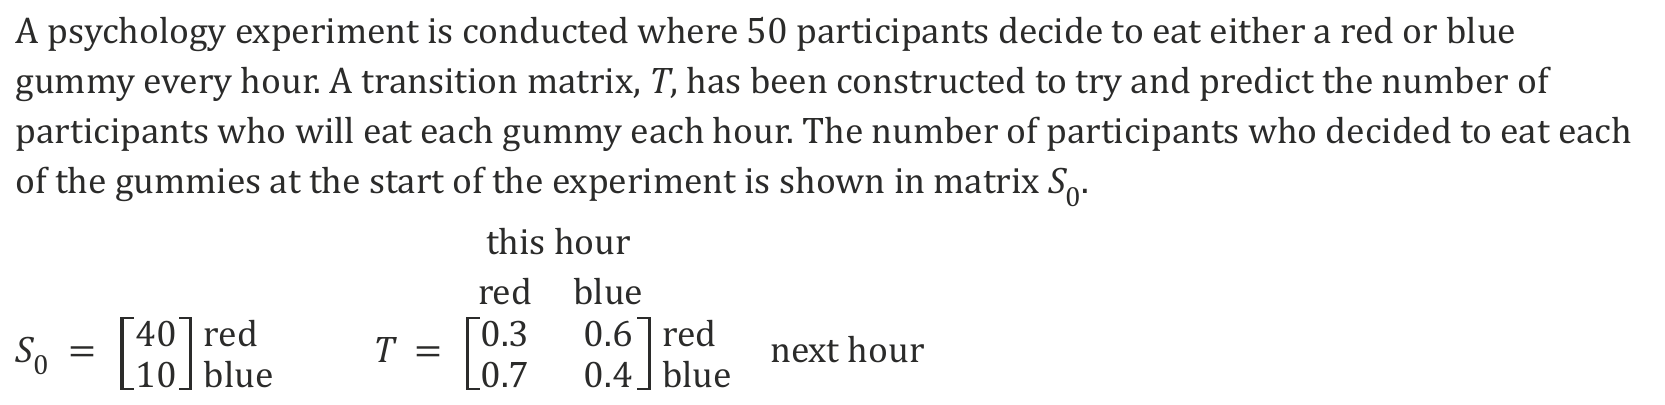 A psychology experiment is conducted where 50 participants decide to eat either a red or blue
gummy every hour. A transition matrix, T, has been constructed to try and predict the number of
participants who will eat each gummy each hour. The number of participants who decided to eat each
of the gummies at the start of the experiment is shown in matrix S₀.
this hour
red blue
S₀ = [40] red T = [0.3 0.6] red next hour
[10] blue [0.7 0.4] blue